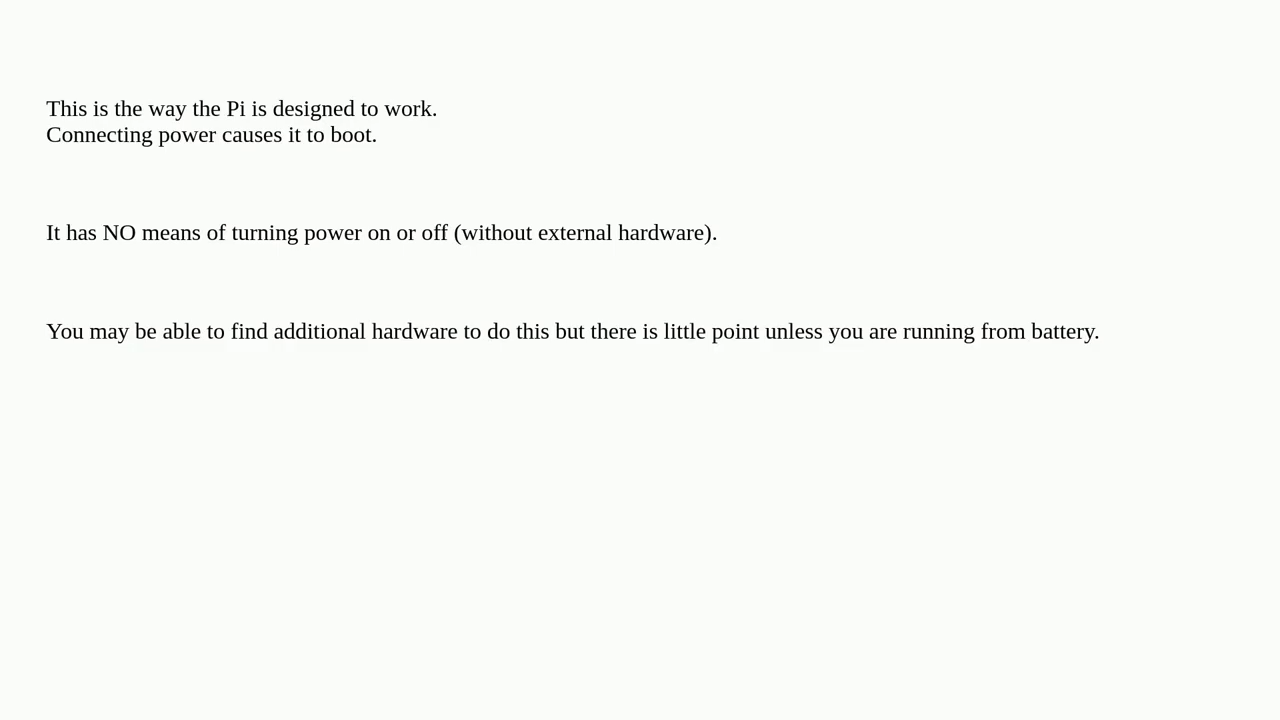 This is the way the Pi is designed to work.
Connecting power causes it to boot.
It has NO means of turning power on or off (without external hardware).
You may be able to find additional hardware to do this but there is little point unless you are running from battery.